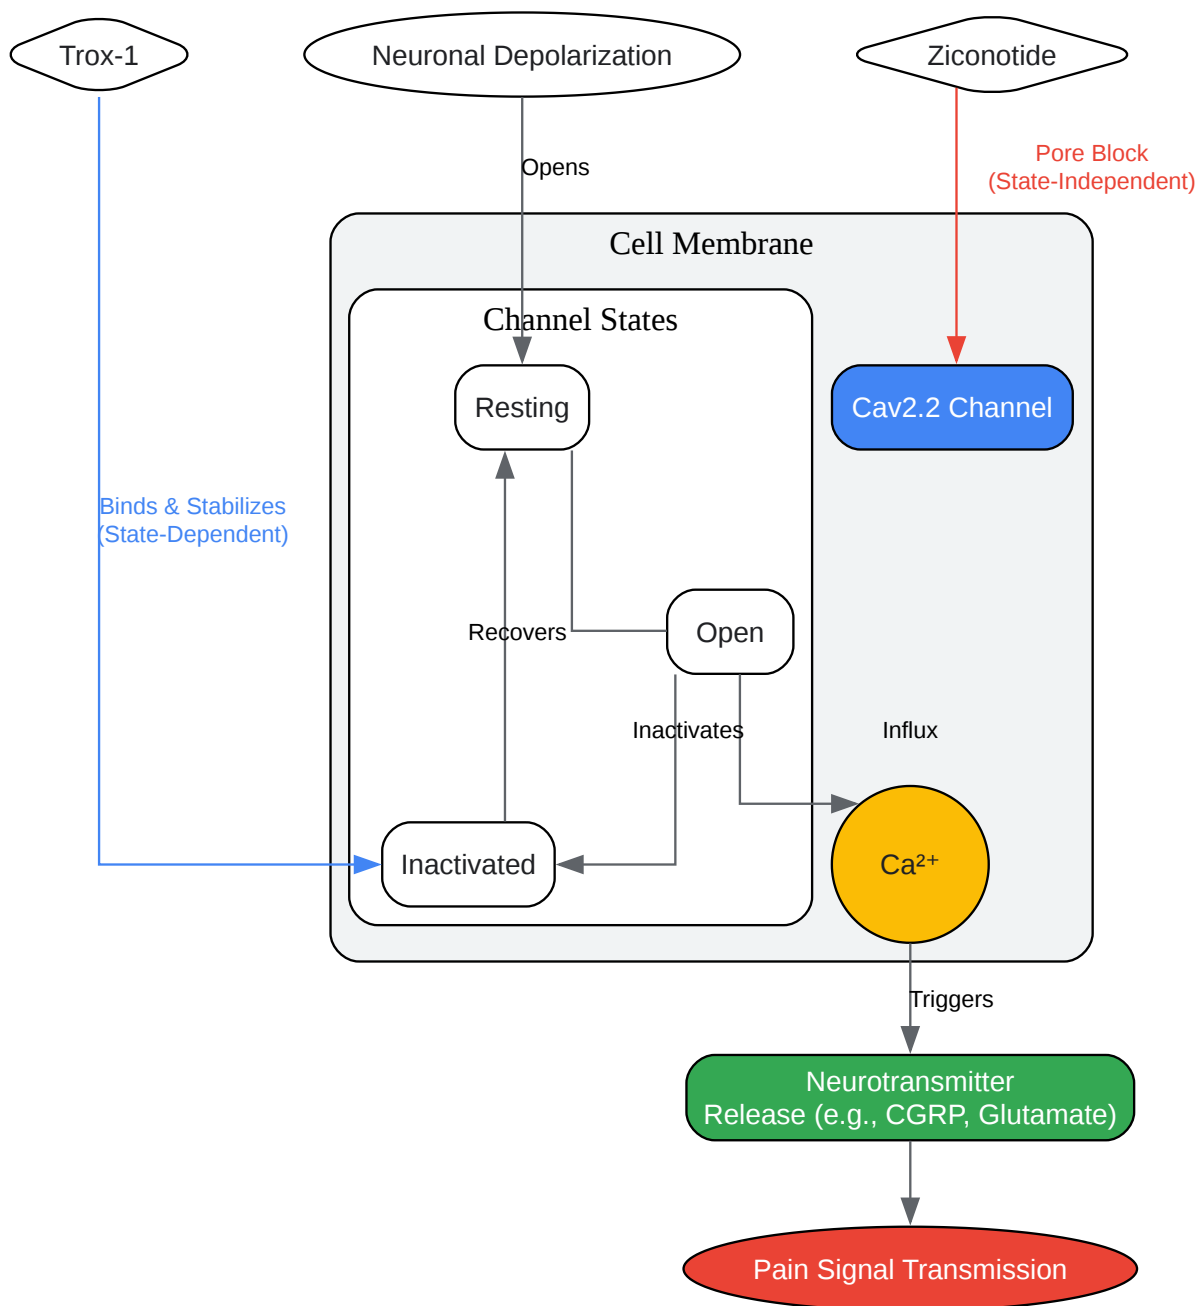 Trox-1
Neuronal Depolarization
Ziconotide
Opens
Pore Block
(State-Independent)
Cell Membrane
Channel States
Resting
Cav2.2 Channel
Binds & Stabilizes
(State-Dependent)
Recovers
Open
Inactivates
Influx
Inactivated
Ca²⁺
Triggers
Neurotransmitter
Release (e.g., CGRP, Glutamate)
Pain Signal Transmission